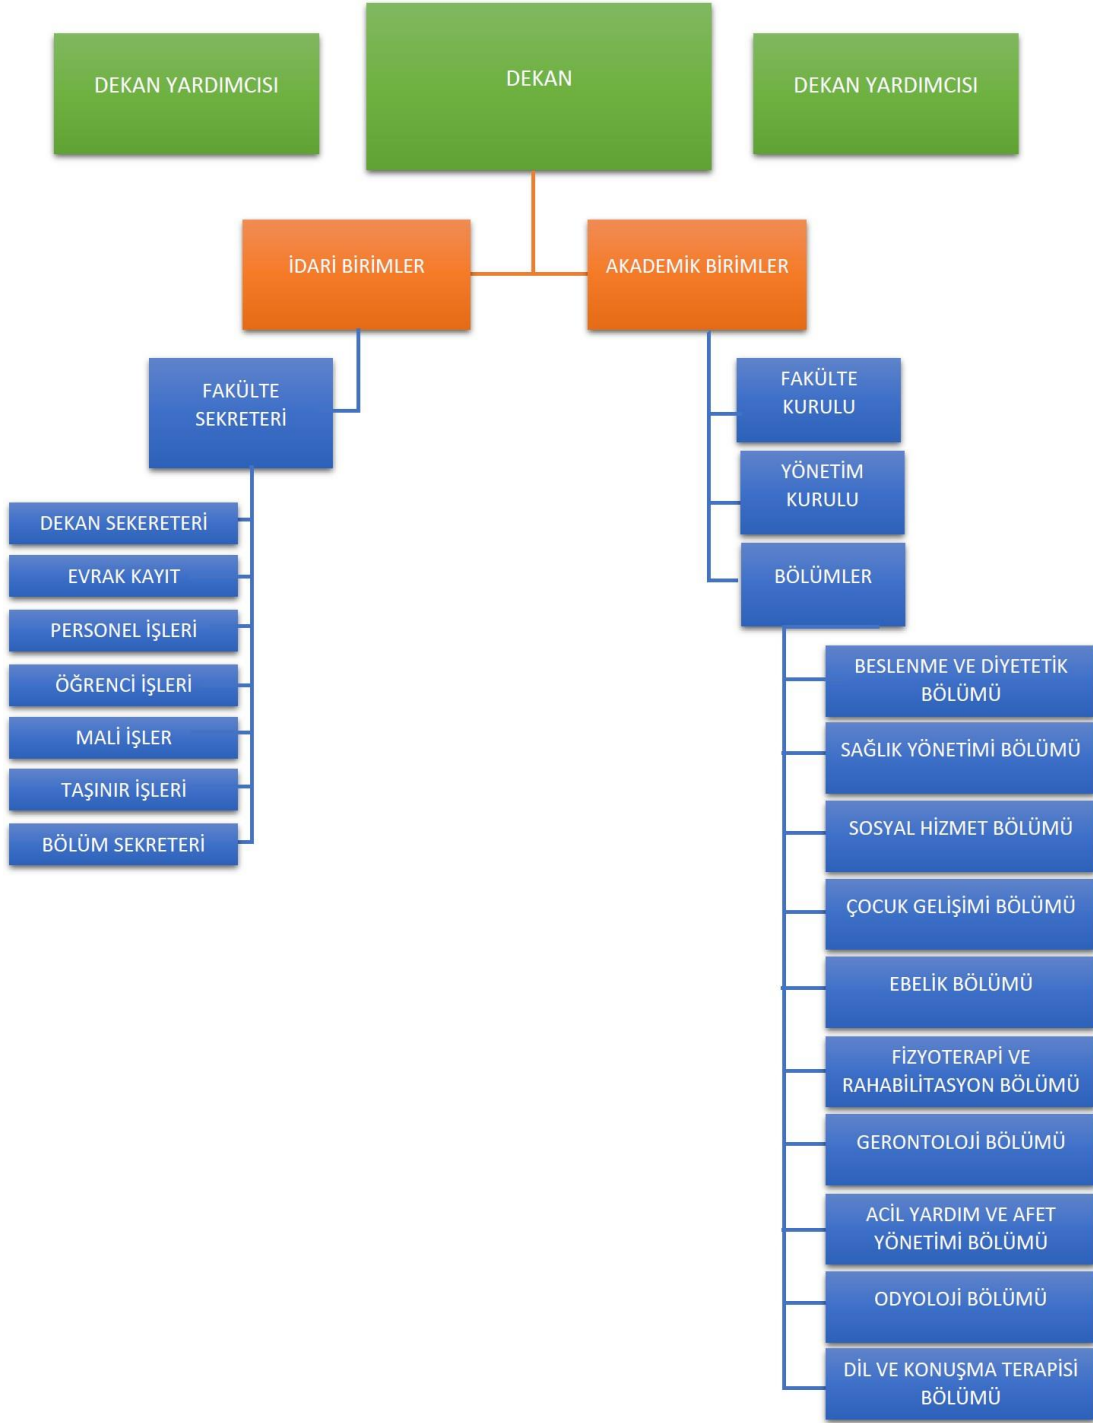 DEKAN YARDIMCISI
DEKAN
DEKAN YARDIMCISI
İDARİ BİRİMLER
AKADEMİK BİRİMLER
FAKÜLTE
SEKRETERİ
DEKAN SEKERETERİ
EVRAK KAYIT
PERSONEL İŞLERİ
ÖĞRENCİ İŞLERİ
MALİ İŞLER
TAŞINIR İŞLERİ
BÖLÜM SEKRETERİ
FAKÜLTE
KURULU
YÖNETİM
KURULU
BÖLÜMLER
BESLENME VE DİYETETİK
BÖLÜMÜ
SAĞLIK YÖNETİMİ BÖLÜMÜ
SOSYAL HİZMET BÖLÜMÜ
ÇOCUK GELİŞİMİ BÖLÜMÜ
EBELİK BÖLÜMÜ
FİZYOTERAPİ VE
RAHABİLİTASYON BÖLÜMÜ
GERONTOLOJİ BÖLÜMÜ
ACİL YARDIM VE AFET
YÖNETİMİ BÖLÜMÜ
ODYOLOJİ BÖLÜMÜ
DİL VE KONUŞMA TERAPİSİ
BÖLÜMÜ